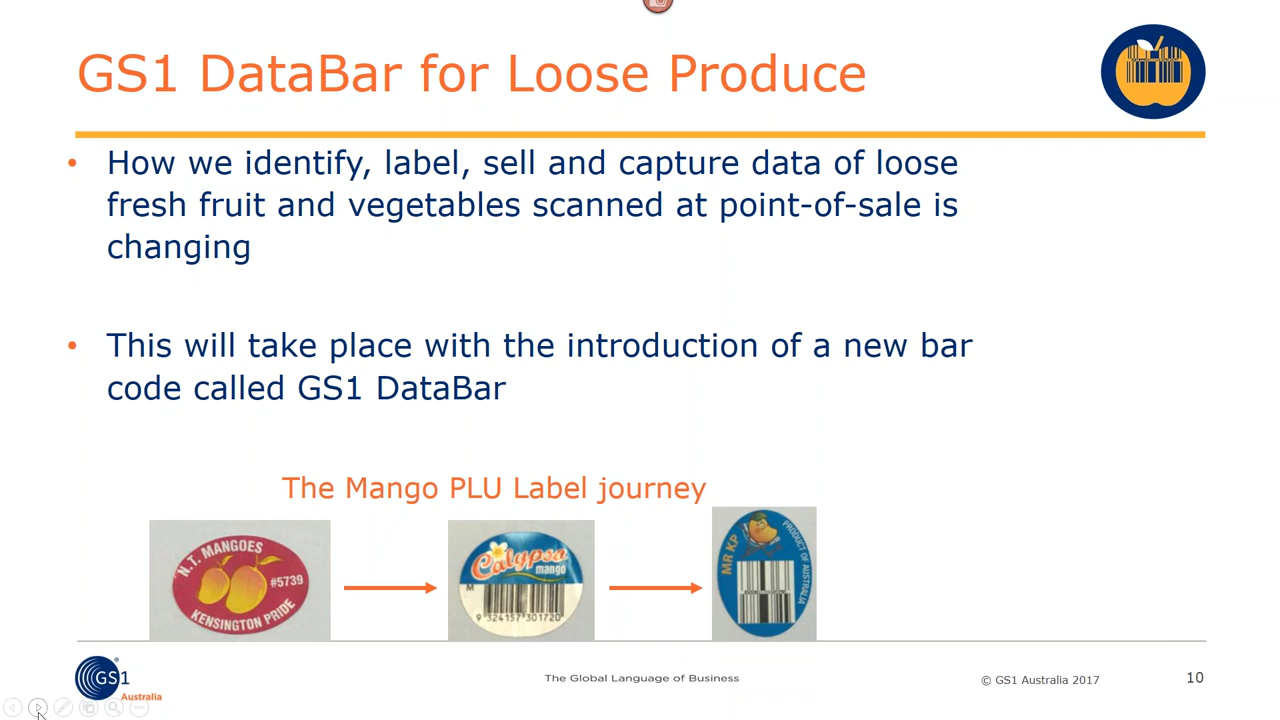 GS1 DataBar for Loose Produce
• How we identify, label, sell and capture data of loose
fresh fruit and vegetables scanned at point-of-sale is
changing
• This will take place with the introduction of a new bar
code called GS1 DataBar
The Mango PLU Label journey
N.T. MANGOES
#5739
KENSINGTON PRIDE
Calypso
mango
M
9 324157 301720
MR KP
PRODUCT OF AUSTRALIA
GS1
Australia
The Global Language of Business
© GS1 Australia 2017
10